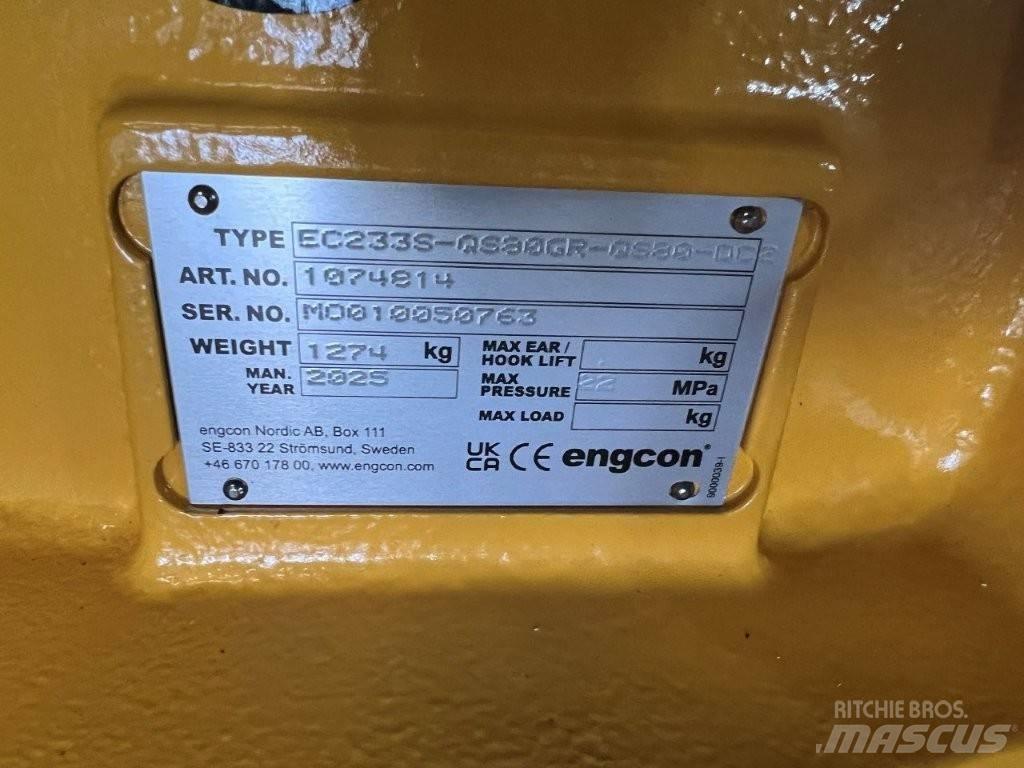 TYPE EC233S-QS80GR-QS80-DC2
ART. NO. 1074814
SER. NO. MO010050763
WEIGHT 1274 kg
MAN. YEAR 2025
MAX EAR / HOOK LIFT kg
MAX PRESSURE 22 MPa
MAX LOAD kg
engcon Nordic AB, Box 111
SE-833 22 Strömsund, Sweden
+46 670 178 00, www.engcon.com
UK CA CE engcon®
9000039-I
RITCHIE BROS.
MASCUS